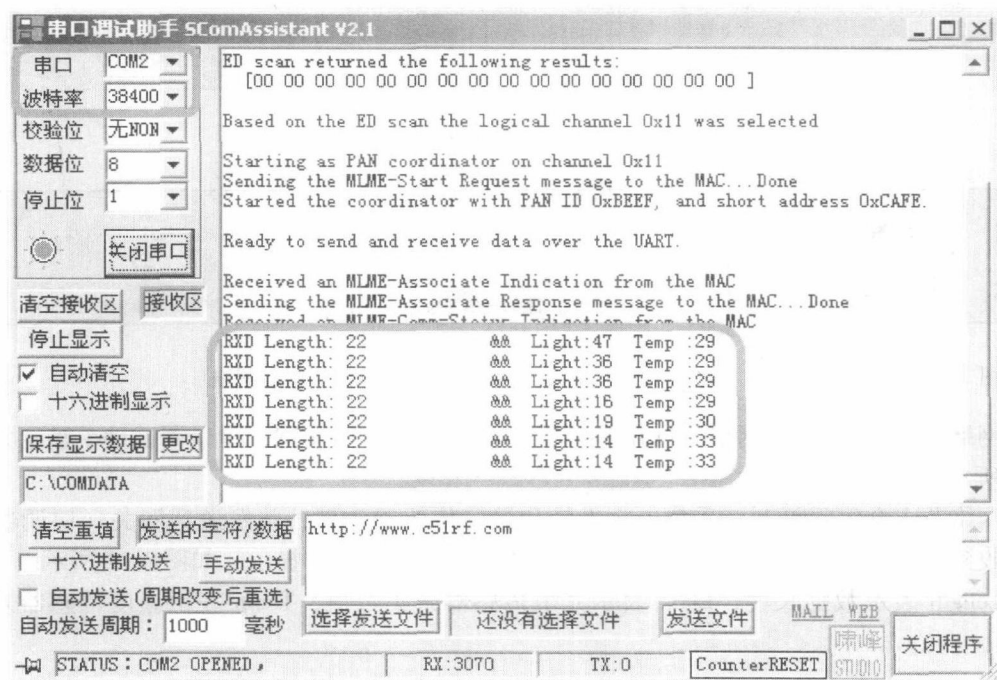 串口调试助手 SComAssistant V2.1
串口 COM2
波特率 38400
校验位 无NON
数据位 8
停止位 1
关闭串口
清空接收区 接收区
停止显示
自动清空
十六进制显示
保存显示数据 更改
C:\COMDATA
ED scan returned the following results:
[00 00 00 00 00 00 00 00 00 00 00 00 00 00 00 00 ]
Based on the ED scan the logical channel 0x11 was selected
Starting as PAN coordinator on channel 0x11
Sending the MLME-Start Request message to the MAC...Done
Started the coordinator with PAN ID 0xBEEF, and short address 0xCAFE.
Ready to send and receive data over the UART.
Received an MLME-Associate Indication from the MAC
Sending the MLME-Associate Response message to the MAC...Done
Received an MLME-Comm-Status Indication from the MAC
RXD Length: 22 && Light:47 Temp :29
RXD Length: 22 && Light:36 Temp :29
RXD Length: 22 && Light:36 Temp :29
RXD Length: 22 && Light:16 Temp :29
RXD Length: 22 && Light:19 Temp :30
RXD Length: 22 && Light:14 Temp :33
RXD Length: 22 && Light:14 Temp :33
清空重填 发送的字符/数据 http://www.c51rf.com
十六进制发送 手动发送
自动发送(周期改变后重选)
自动发送周期: 1000 毫秒 选择发送文件 还没有选择文件 发送文件 MAIL WEB
啸峰 STUDIO 关闭程序
STATUS:COM2 OPENED, RX:3070 TX:0 CounterRESET